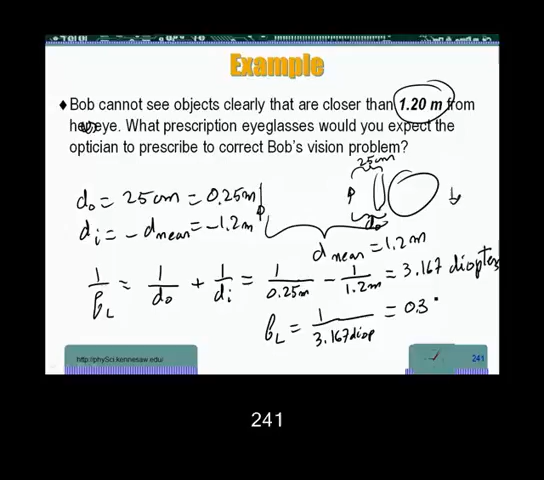 Example
♦ Bob cannot see objects clearly that are closer than 1.20 m from
eye. What prescription eyeglasses would you expect the
optician to prescribe to correct Bob's vision problem?
25cm
d₀ = 25cm = 0.25m
P
dᵢ = - d near = -1.2m
P
d₀
d near = 1.2m
1/f_L = 1/d₀ + 1/dᵢ = 1/0.25m - 1/1.2m = 3.167 diopters
f_L = 1/3.167diop = 0.3
http://phySci.kennesaw.edu/
241
241